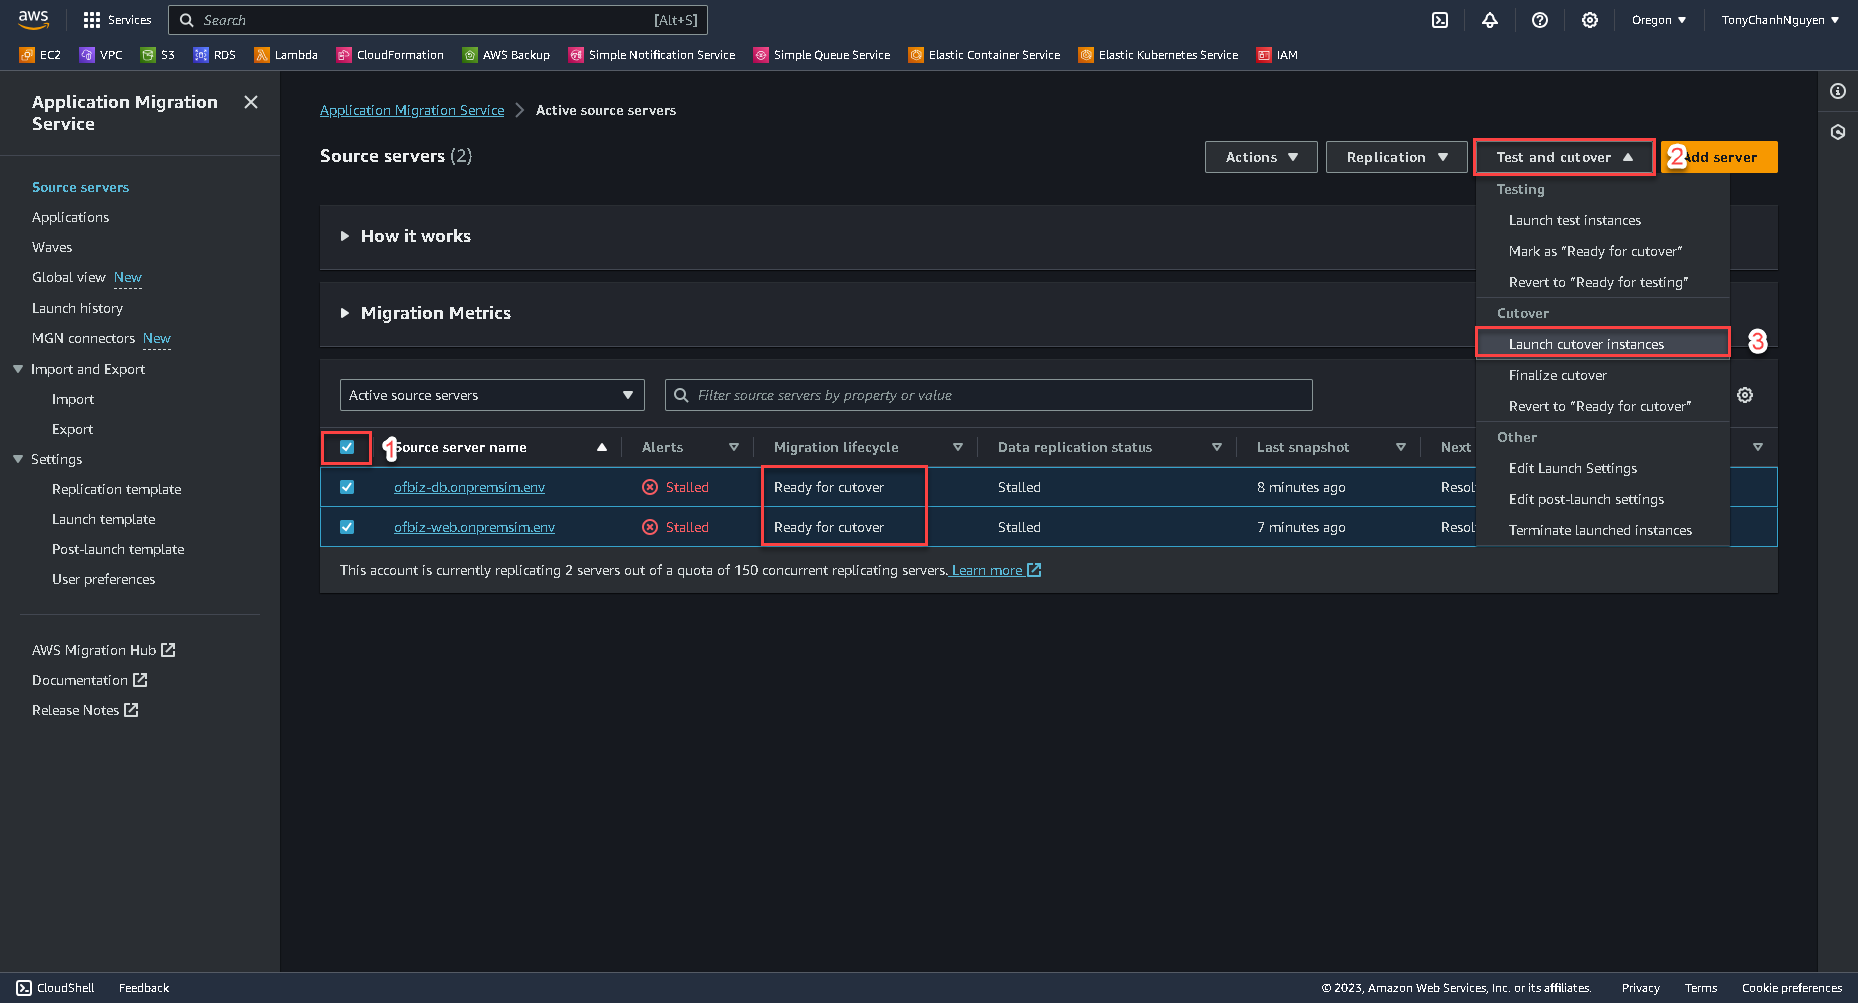 aws
Services
Search
[Alt+S]
Oregon
TonyChanhNguyen
EC2
VPC
S3
RDS
Lambda
CloudFormation
AWS Backup
Simple Notification Service
Simple Queue Service
Elastic Container Service
Elastic Kubernetes Service
IAM
Application Migration
Service
Source servers
Applications
Waves
Global view New
Launch history
MGN connectors New
Import and Export
Import
Export
Settings
Replication template
Launch template
Post-launch template
User preferences
AWS Migration Hub
Documentation
Release Notes
Application Migration Service
Active source servers
Source servers (2)
Actions
Replication
Test and cutover
2
dd server
Testing
Launch test instances
Mark as "Ready for cutover"
Revert to "Ready for testing"
Cutover
Launch cutover instances
3
Finalize cutover
Revert to "Ready for cutover"
Other
Edit Launch Settings
Edit post-launch settings
Terminate launched instances
How it works
Migration Metrics
Active source servers
Filter source servers by property or value
1
Source server name
Alerts
Migration lifecycle
Data replication status
Last snapshot
Next
ofbiz-db.onpremsim.env
Stalled
Ready for cutover
Stalled
8 minutes ago
Resol
ofbiz-web.onpremsim.env
Stalled
Ready for cutover
Stalled
7 minutes ago
Resol
This account is currently replicating 2 servers out of a quota of 150 concurrent replicating servers. Learn more
CloudShell
Feedback
© 2023, Amazon Web Services, Inc. or its affiliates.
Privacy
Terms
Cookie preferences